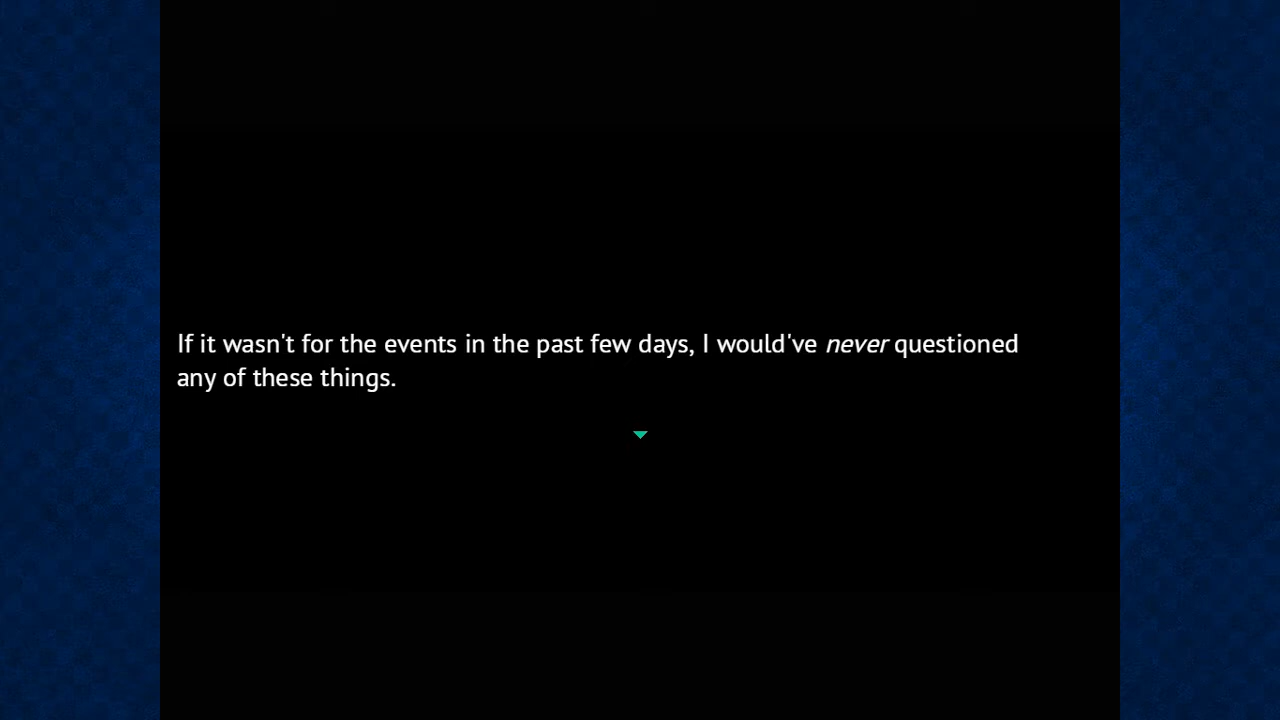 If it wasn't for the events in the past few days, I would've never questioned
any of these things.